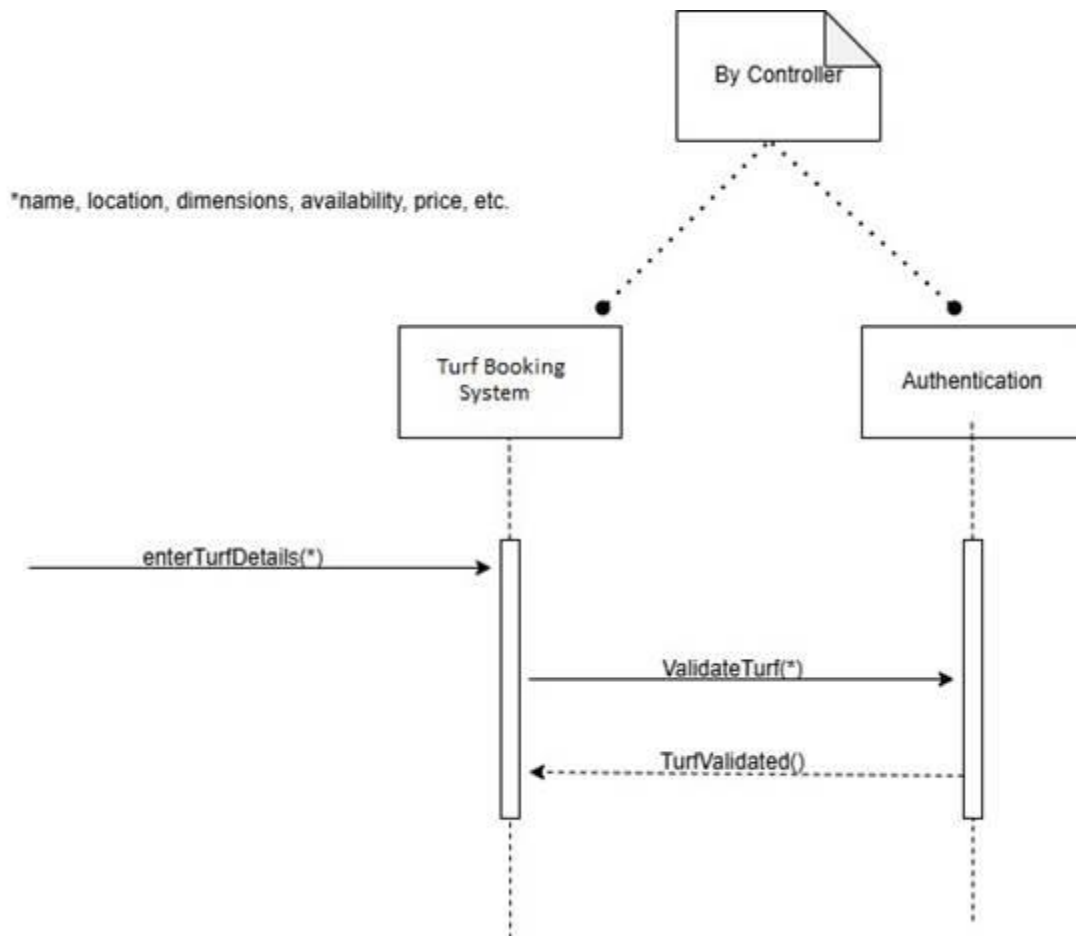 By Controller
*name, location, dimensions, availability, price, etc.
Turf Booking
System
Authentication
enterTurfDetails(*)
ValidateTurf(*)
TurfValidated()